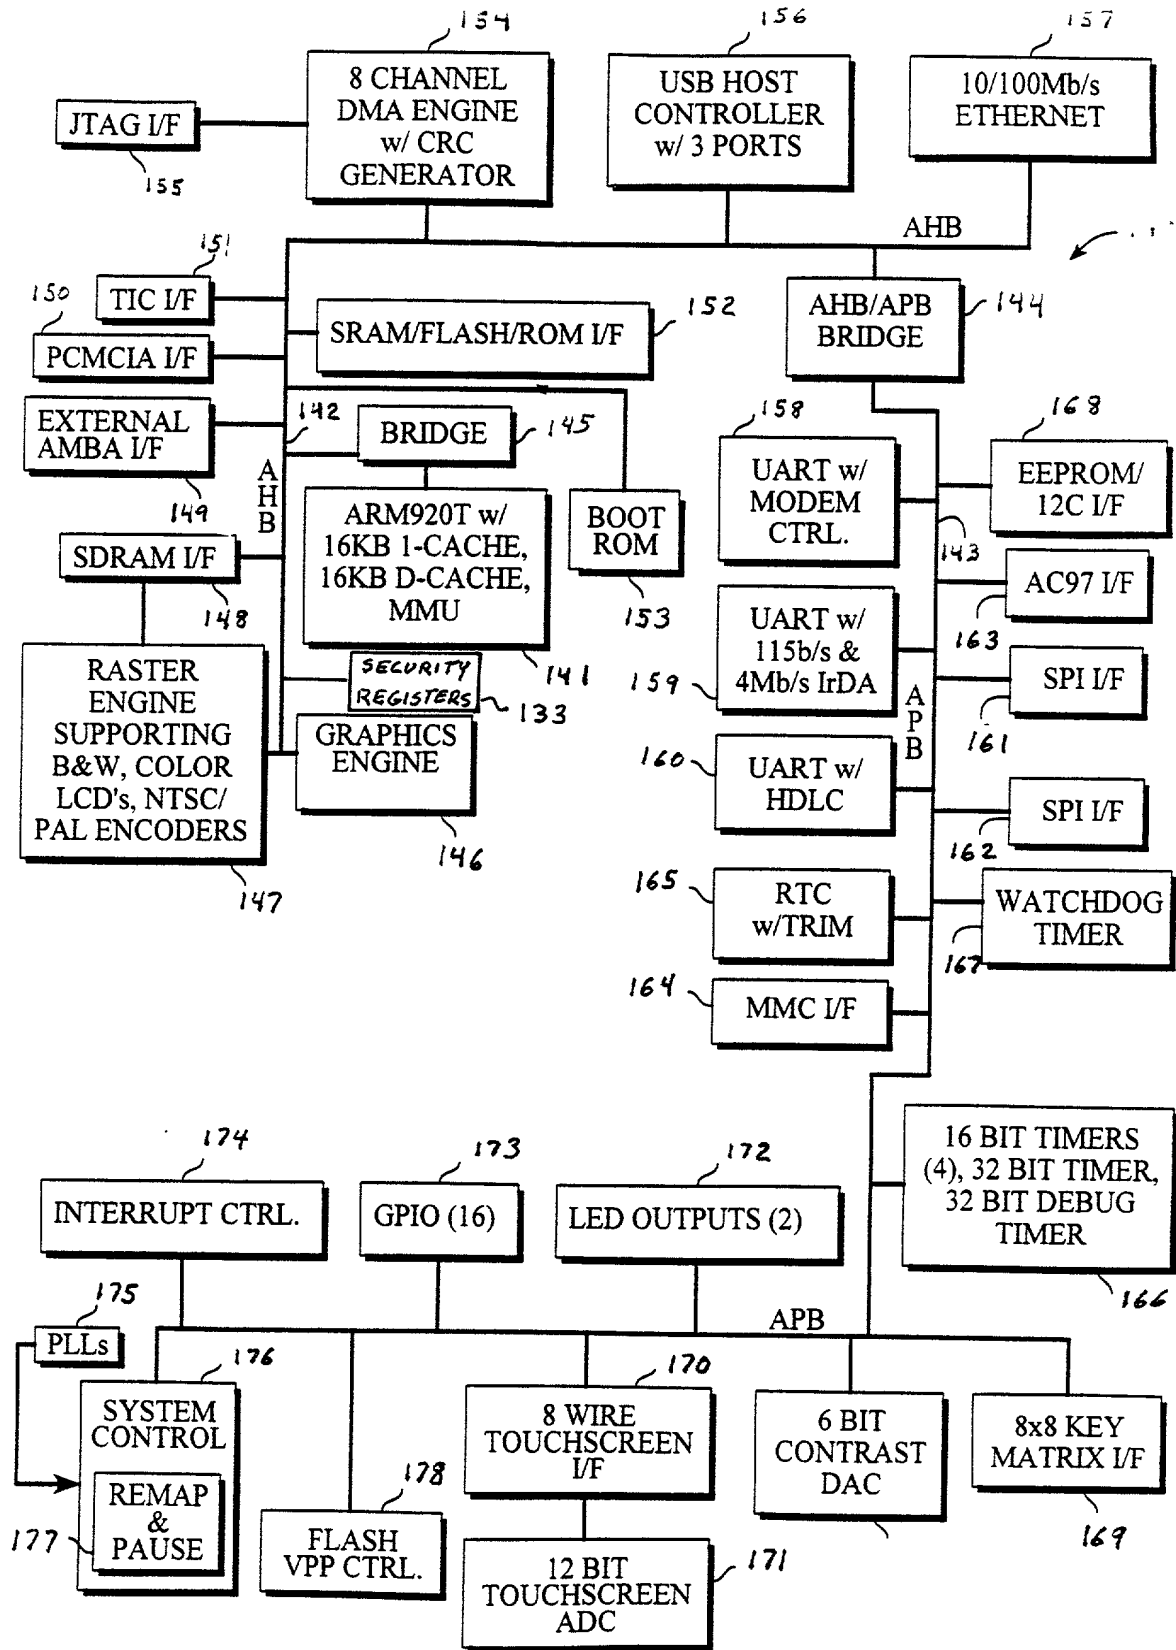 154
156
157
8 CHANNEL
DMA ENGINE
w/ CRC
GENERATOR
USB HOST
CONTROLLER
w/ 3 PORTS
10/100Mb/s
ETHERNET
JTAG I/F
155
AHB
151
TIC I/F
150
PCMCIA I/F
SRAM/FLASH/ROM I/F
152
AHB/APB
BRIDGE
144
EXTERNAL
AMBA I/F
149
142
BRIDGE
145
AHB
ARM920T w/
16KB 1-CACHE,
16KB D-CACHE,
MMU
141
BOOT
ROM
153
SDRAM I/F
148
158
UART w/
MODEM
CTRL.
168
EEPROM/
12C I/F
143
AC97 I/F
163
UART w/
115b/s &
4Mb/s IrDA
159
APB
SPI I/F
161
RASTER
ENGINE
SUPPORTING
B&W, COLOR
LCD's, NTSC/
PAL ENCODERS
147
SECURITY
REGISTERS
133
GRAPHICS
ENGINE
146
160
UART w/
HDLC
SPI I/F
162
165
RTC
w/TRIM
WATCHDOG
TIMER
167
164
MMC I/F
16 BIT TIMERS
(4), 32 BIT TIMER,
32 BIT DEBUG
TIMER
166
174
INTERRUPT CTRL.
173
GPIO (16)
172
LED OUTPUTS (2)
175
PLLs
APB
176
SYSTEM
CONTROL
REMAP
&
PAUSE
177
178
FLASH
VPP CTRL.
170
8 WIRE
TOUCHSCREEN
I/F
12 BIT
TOUCHSCREEN
ADC
171
6 BIT
CONTRAST
DAC
8x8 KEY
MATRIX I/F
169